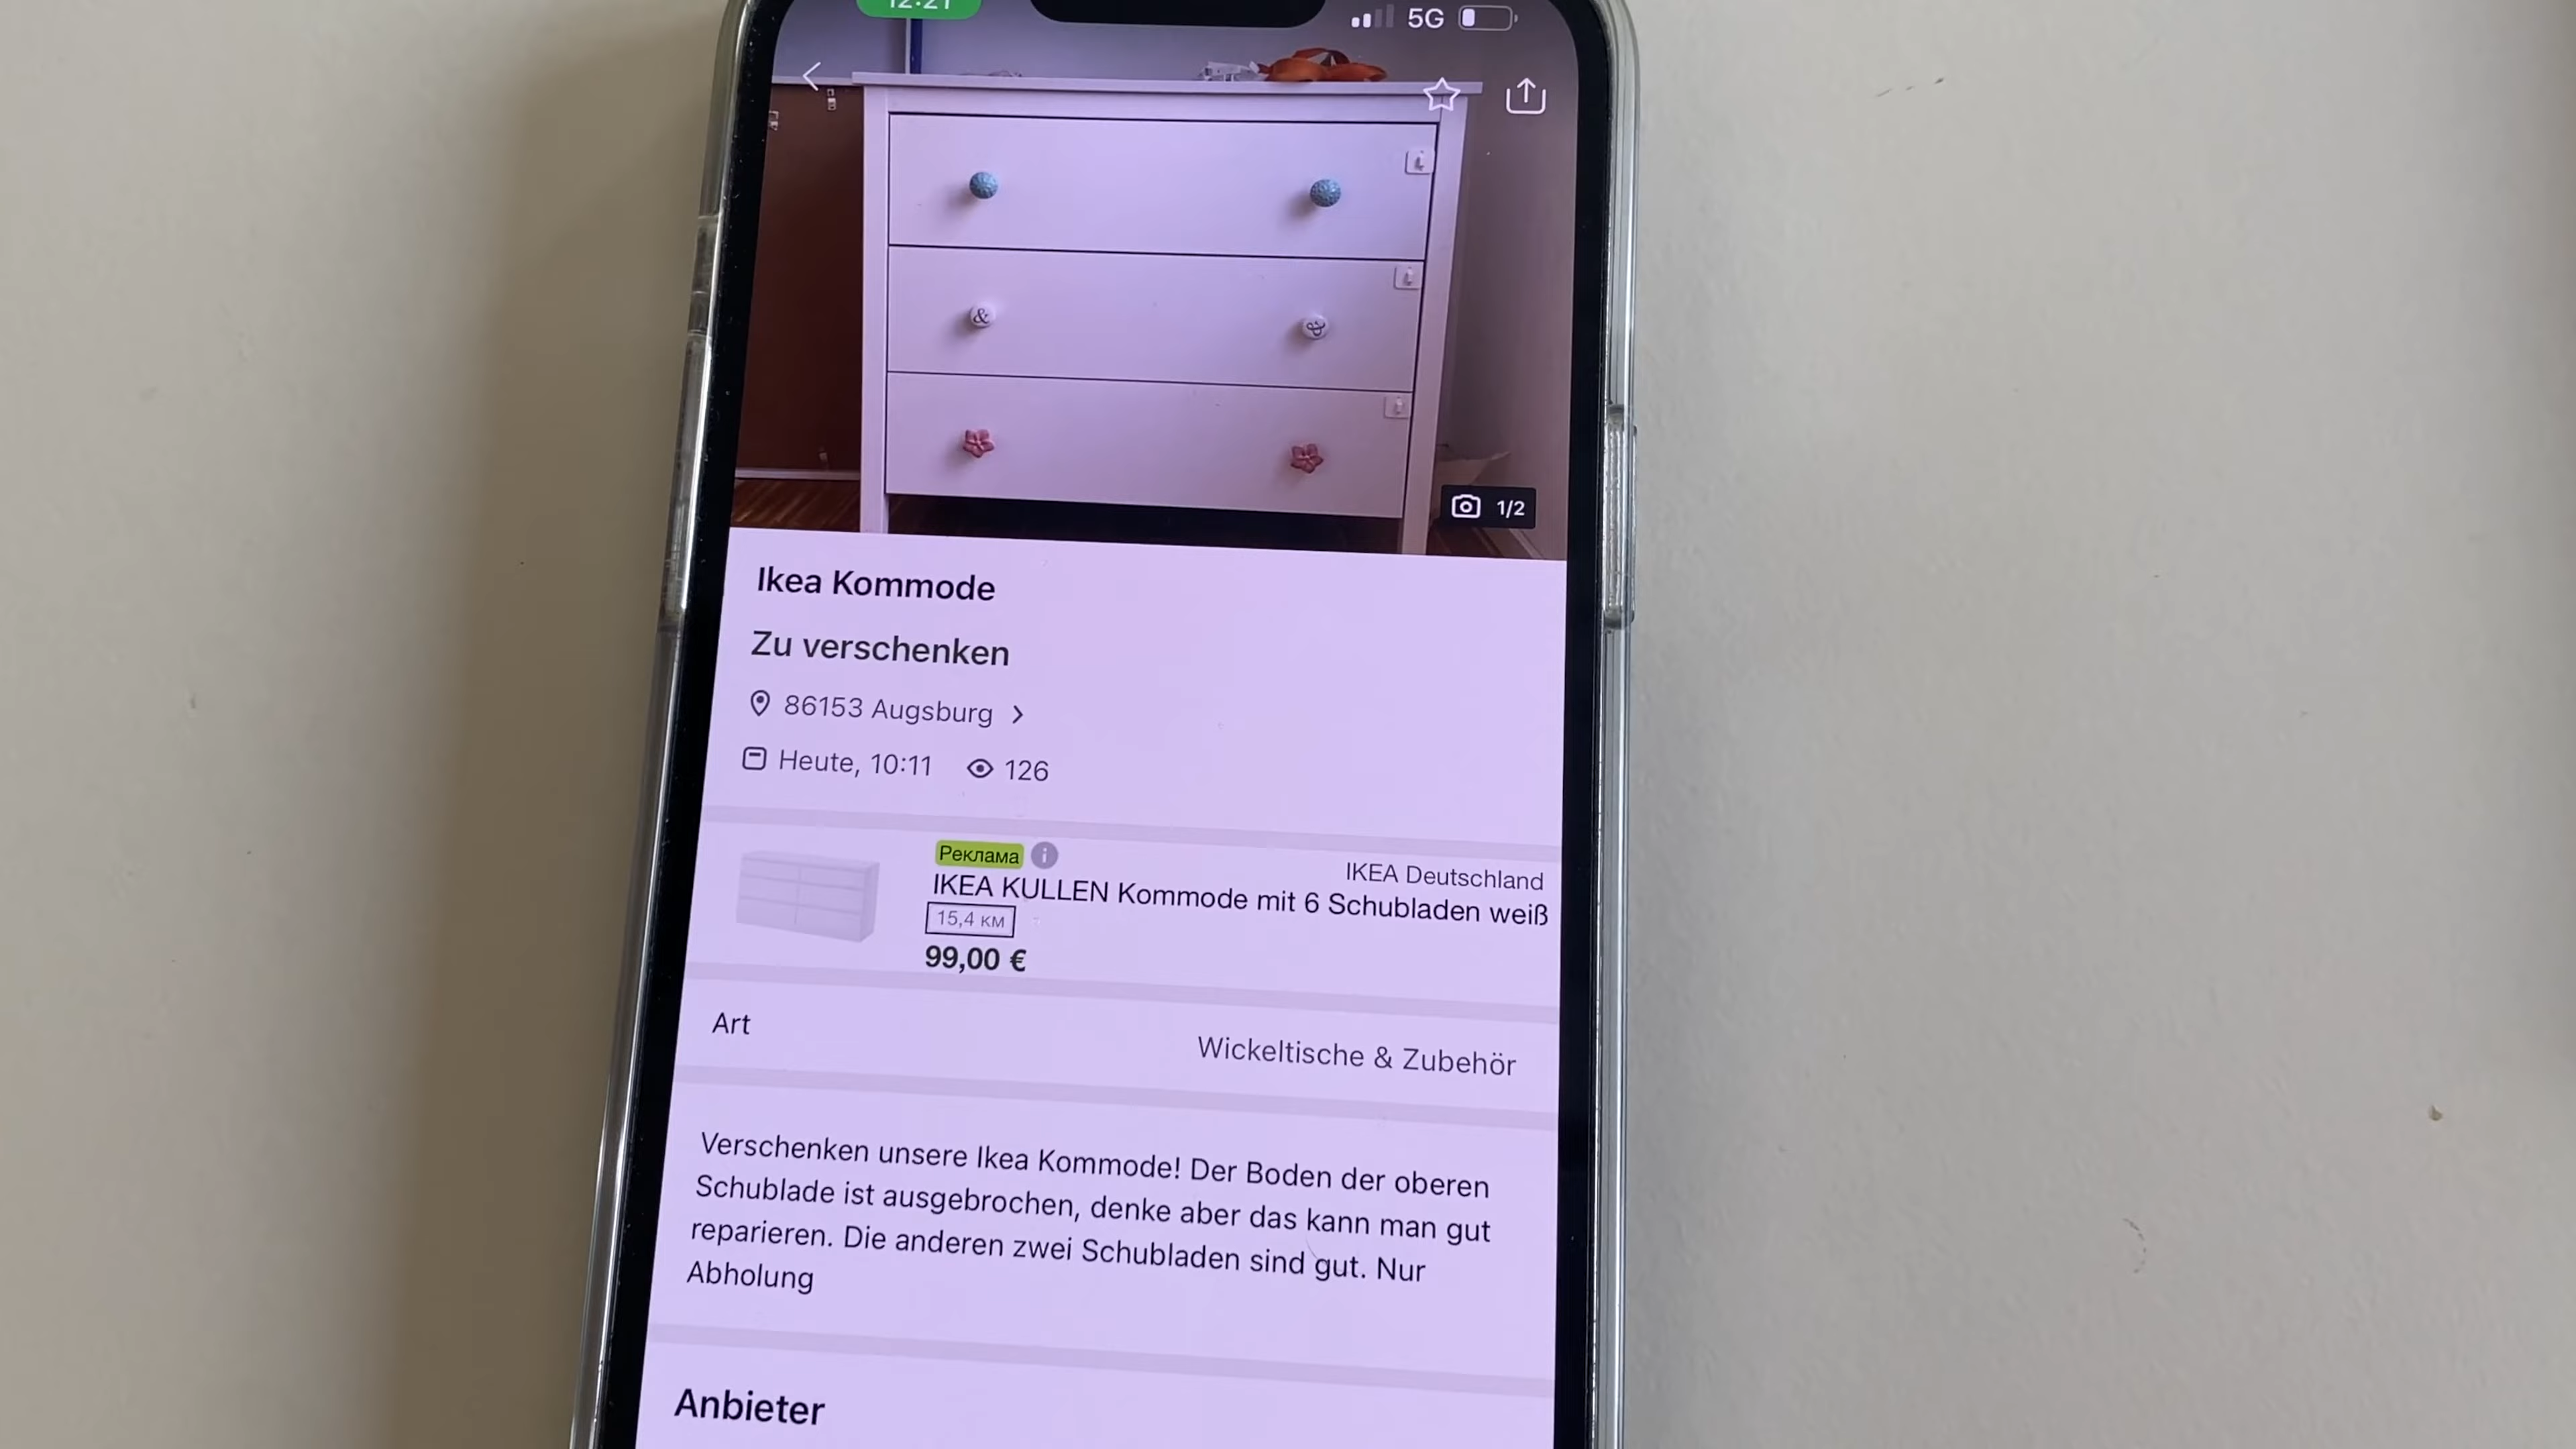 12:21
5G
&
&
1/2
Ikea Kommode
Zu verschenken
86153 Augsburg
Heute, 10:11 126
Реклама
IKEA Deutschland
IKEA KULLEN Kommode mit 6 Schubladen weiß
15,4 км
99,00 €
Art
Wickeltische & Zubehör
Verschenken unsere Ikea Kommode! Der Boden der oberen
Schublade ist ausgebrochen, denke aber das kann man gut
reparieren. Die anderen zwei Schubladen sind gut. Nur
Abholung
Anbieter